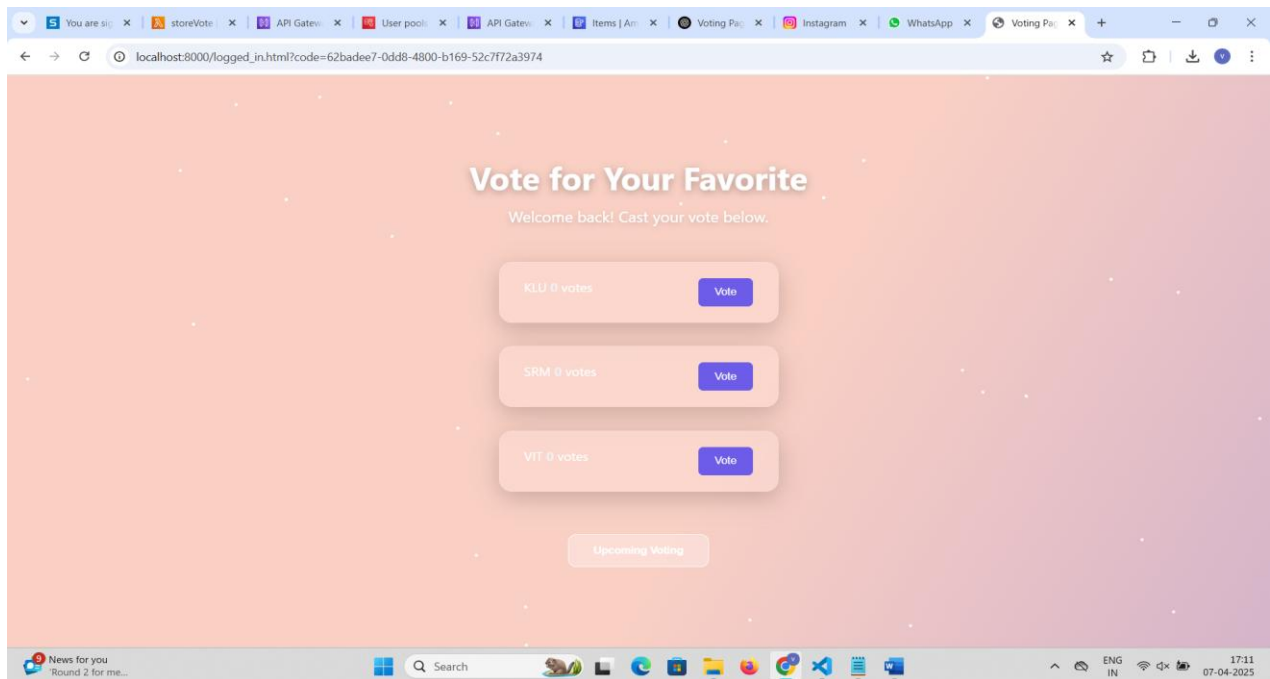 You are sig
storeVote
API Gatew
User pools
API Gatew
Items | Am
Voting Pag
Instagram
WhatsApp
Voting Pag
localhost:8000/logged_in.html?code=62badee7-0dd8-4800-b169-52c7f72a3974
Vote for Your Favorite
Welcome back! Cast your vote below.
KLU 0 votes
Vote
SRM 0 votes
Vote
VIT 0 votes
Vote
Upcoming Voting
9
News for you
'Round 2 for me...
Search
ENG
IN
17:11
07-04-2025